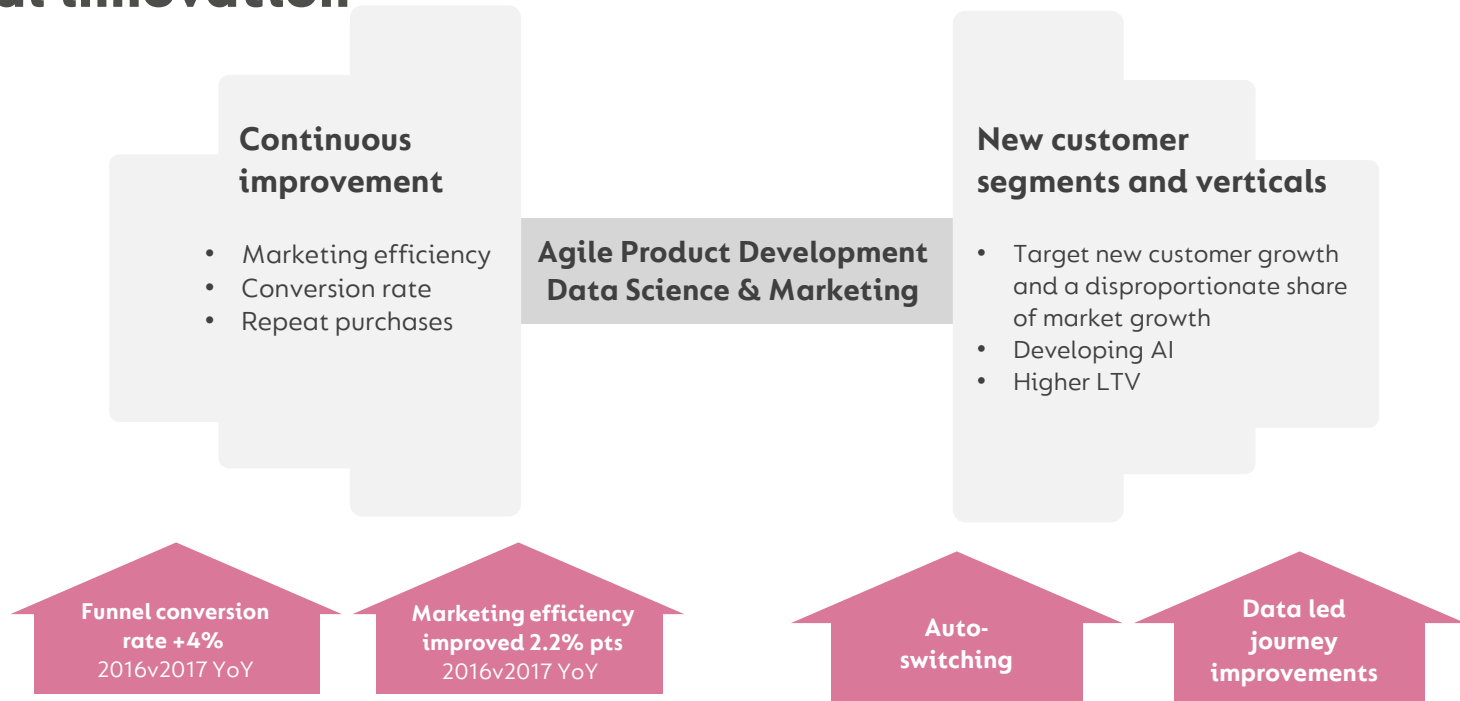 innovation
Continuous
improvement
• Marketing efficiency
• Conversion rate
• Repeat purchases
Agile Product Development
Data Science & Marketing
New customer
segments and verticals
• Target new customer growth
and a disproportionate share
of market growth
• Developing AI
• Higher LTV
Funnel conversion
rate +4%
2016v2017 YoY
Marketing efficiency
improved 2.2% pts
2016v2017 YoY
Auto-
switching
Data led
journey
improvements